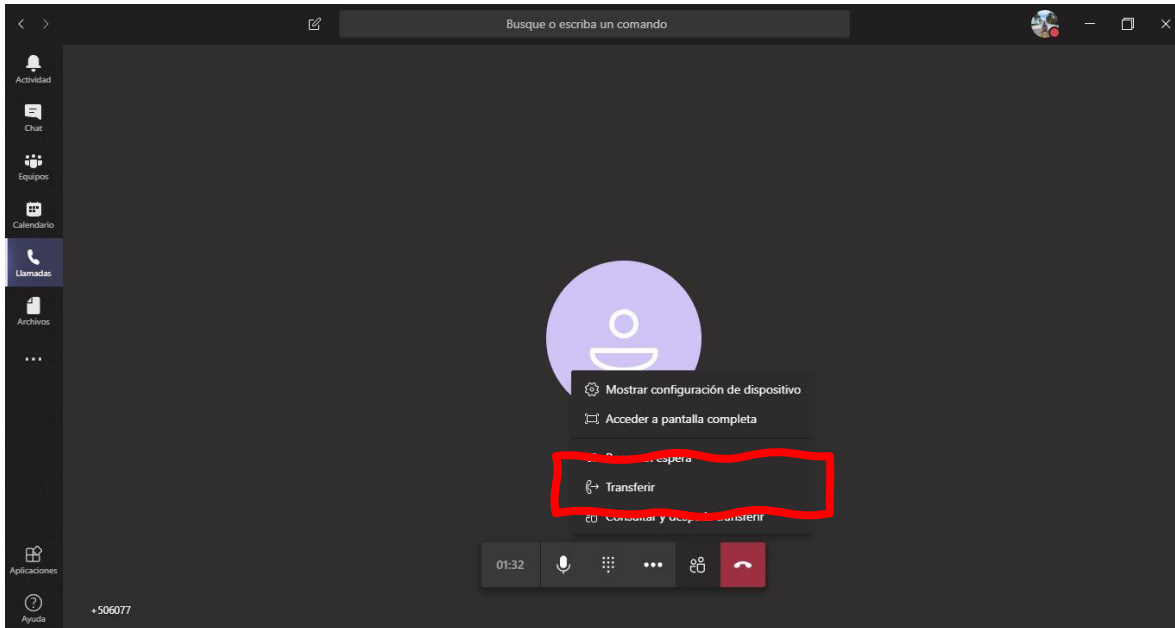 Busque o escriba un comando
Actividad
Chat
Equipos
Calendario
Llamadas
Archivos
Mostrar configuración de dispositivo
Acceder a pantalla completa
espera
Transferir
Consultar y transferir
01:32
Aplicaciones
Ayuda
+506077